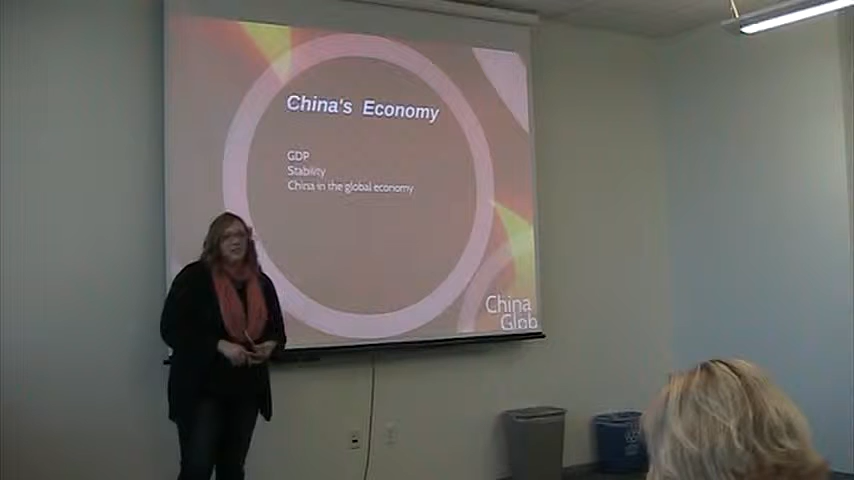 China's Economy
GDP
Stability
China in the global economy
China
Glob